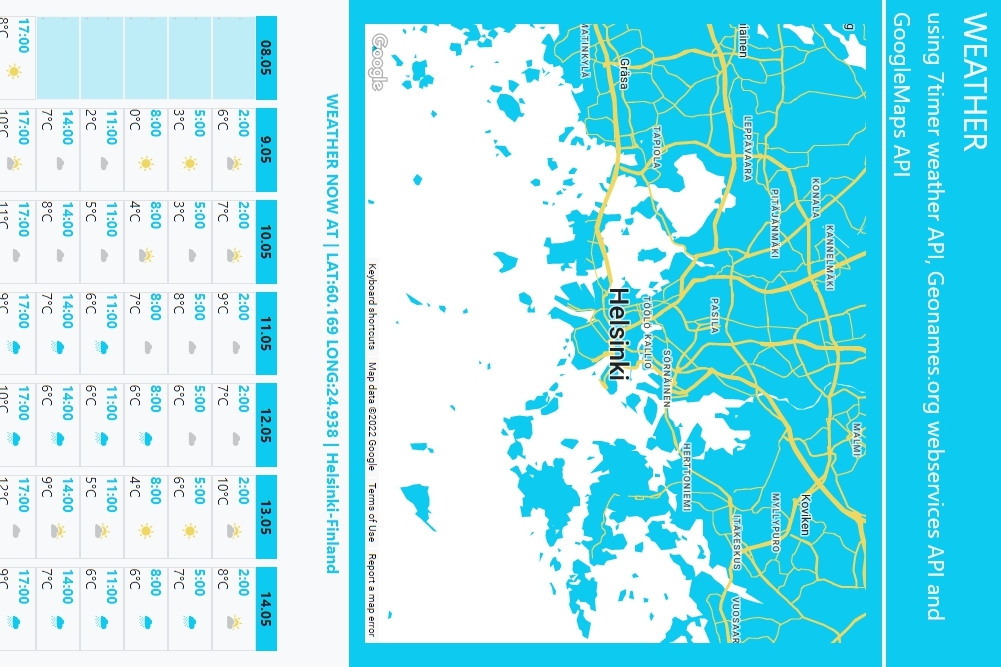 WEATHER
using 7timer weather API, Geonames.org webservices API and
GoogleMaps API
MALMI
KANNELMÄKI
KONALA
Koviken
PITÄJÄNMÄKI
MYLLYPURO
LEPPÄVAARA
ITÄKESKUS
VUOSAAR
PASILA
HERTTONIEMI
SÖRNÄINEN
TAPIOLA
TÖÖLÖ KALLIO
Gräsa
Helsinki
MATINKYLÄ
Google
Keyboard shortcuts Map data ©2022 Google Terms of Use Report a map error
WEATHER NOW AT | LAT:60.169 LONG:24.938 | Helsinki-Finland
08.05 9.05 10.05 11.05 12.05 13.05 14.05
2:00 2:00 2:00 2:00 2:00 2:00
6°C 7°C 9°C 7°C 10°C 8°C
5:00 5:00 5:00 5:00 5:00 5:00
3°C 3°C 8°C 6°C 6°C 7°C
8:00 8:00 8:00 8:00 8:00 8:00
0°C 4°C 7°C 6°C 4°C 6°C
11:00 11:00 11:00 11:00 11:00 11:00
2°C 5°C 6°C 6°C 5°C 6°C
14:00 14:00 14:00 14:00 14:00 14:00
7°C 8°C 7°C 6°C 9°C 7°C
17:00 17:00 17:00 17:00 17:00 17:00 17:00
8°C 10°C 11°C 9°C 10°C 12°C 9°C